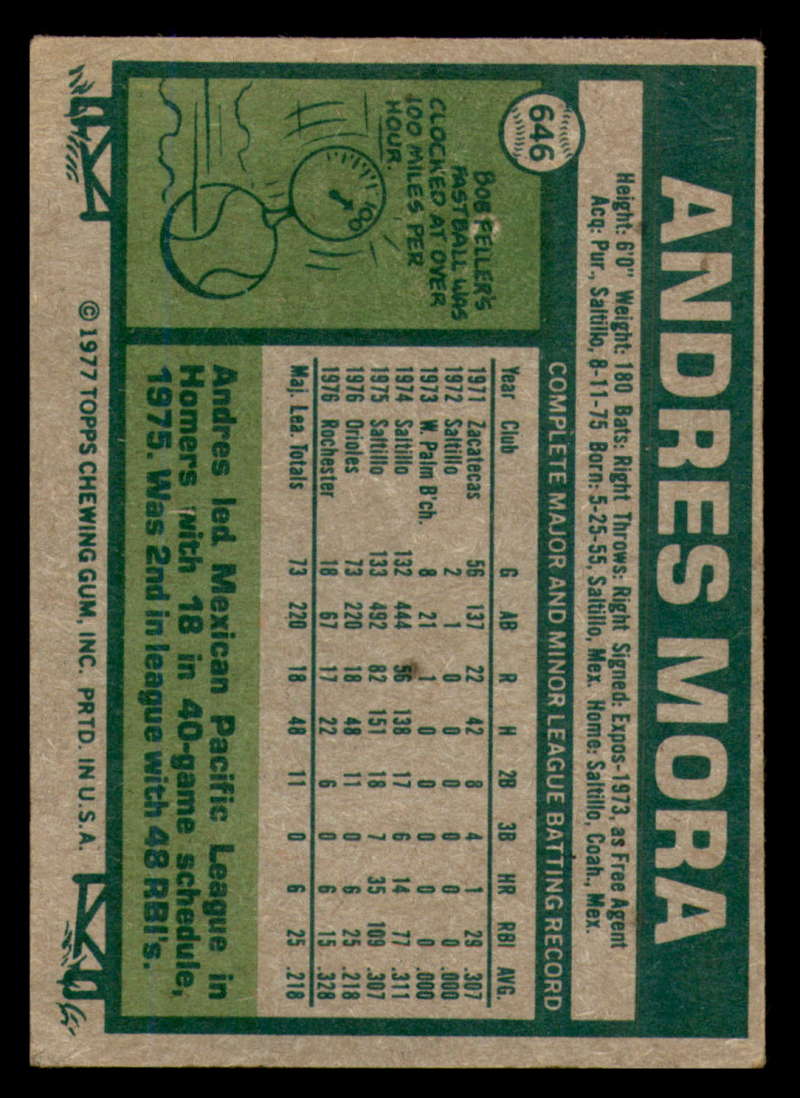 646
ANDRES MORA
Height: 6'0" Weight: 180 Bats: Right Throws: Right Signed: Expos-1973, as Free Agent
Acq: Pur., Saltillo, 8-11-75 Born: 5-25-55, Saltillo, Mex. Home: Saltillo, Coah., Mex.
BOB FELLER'S
FASTBALL WAS
CLOCKED AT OVER
100 MILES PER
HOUR.
100
COMPLETE MAJOR AND MINOR LEAGUE BATTING RECORD
Year Club G AB R H 2B 3B HR RBI AVG.
1971 Zacatecas 56 137 22 42 8 4 1 29 .307
1972 Saltillo 2 1 0 0 0 0 0 0 .000
1973 W. Palm B'ch. 8 21 1 0 0 0 0 0 .000
1974 Saltillo 132 444 56 138 17 6 14 77 .311
1975 Saltillo 133 492 82 151 18 7 35 109 .307
1976 Orioles 73 220 18 48 11 0 6 25 .218
1976 Rochester 18 67 17 22 6 0 6 15 .328
Maj. Lea. Totals 73 220 18 48 11 0 6 25 .218
Andres led Mexican Pacific League in
Homers with 18 in 40-game schedule,
1975. Was 2nd in league with 48 RBI's.
© 1977 TOPPS CHEWING GUM, INC. PRTD. IN U.S.A.